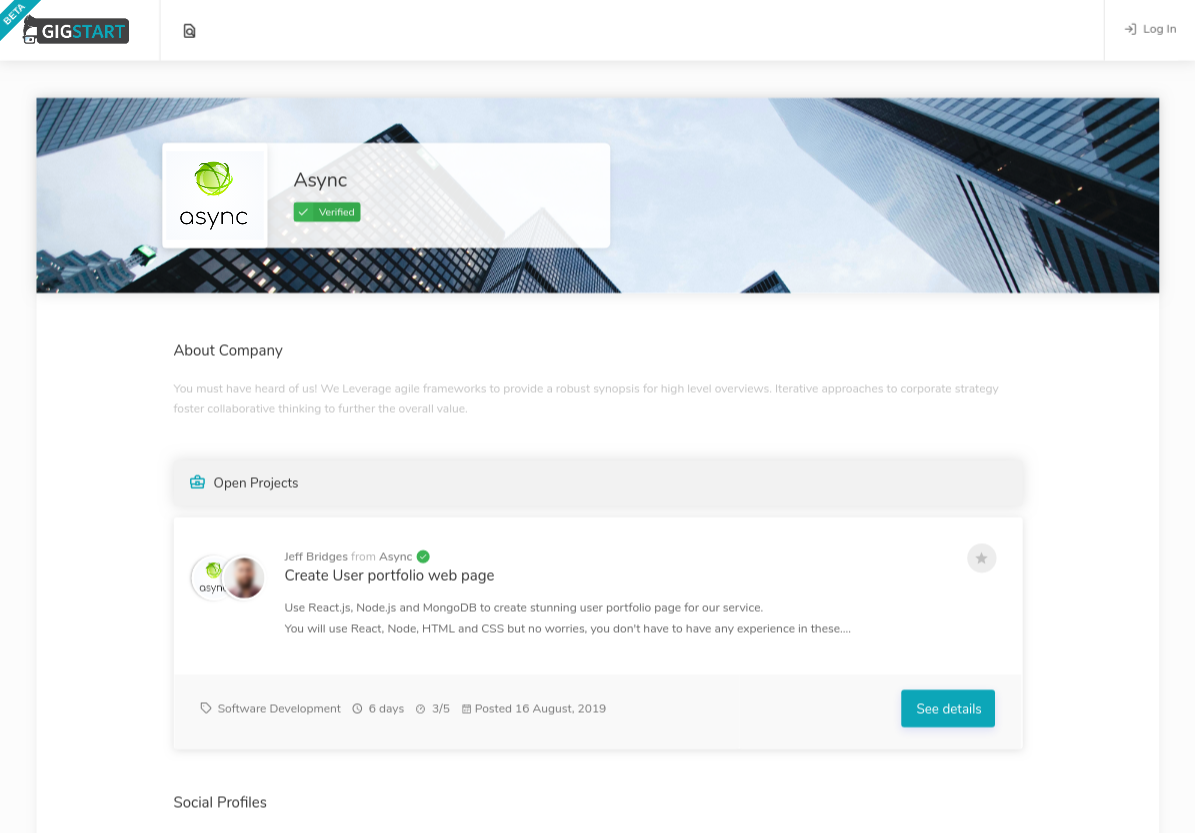 BETA
GIGSTART
Log In
async
Async
Verified
About Company
You must have heard of us! We Leverage agile frameworks to provide a robust synopsis for high level overviews. Iterative approaches to corporate strategy
foster collaborative thinking to further the overall value.
Open Projects
async
Jeff Bridges from Async
Create User portfolio web page
Use React.js, Node.js and MongoDB to create stunning user portfolio page for our service.
You will use React, Node, HTML and CSS but no worries, you don't have to have any experience in these....
Software Development 6 days 3/5 Posted 16 August, 2019
See details
Social Profiles